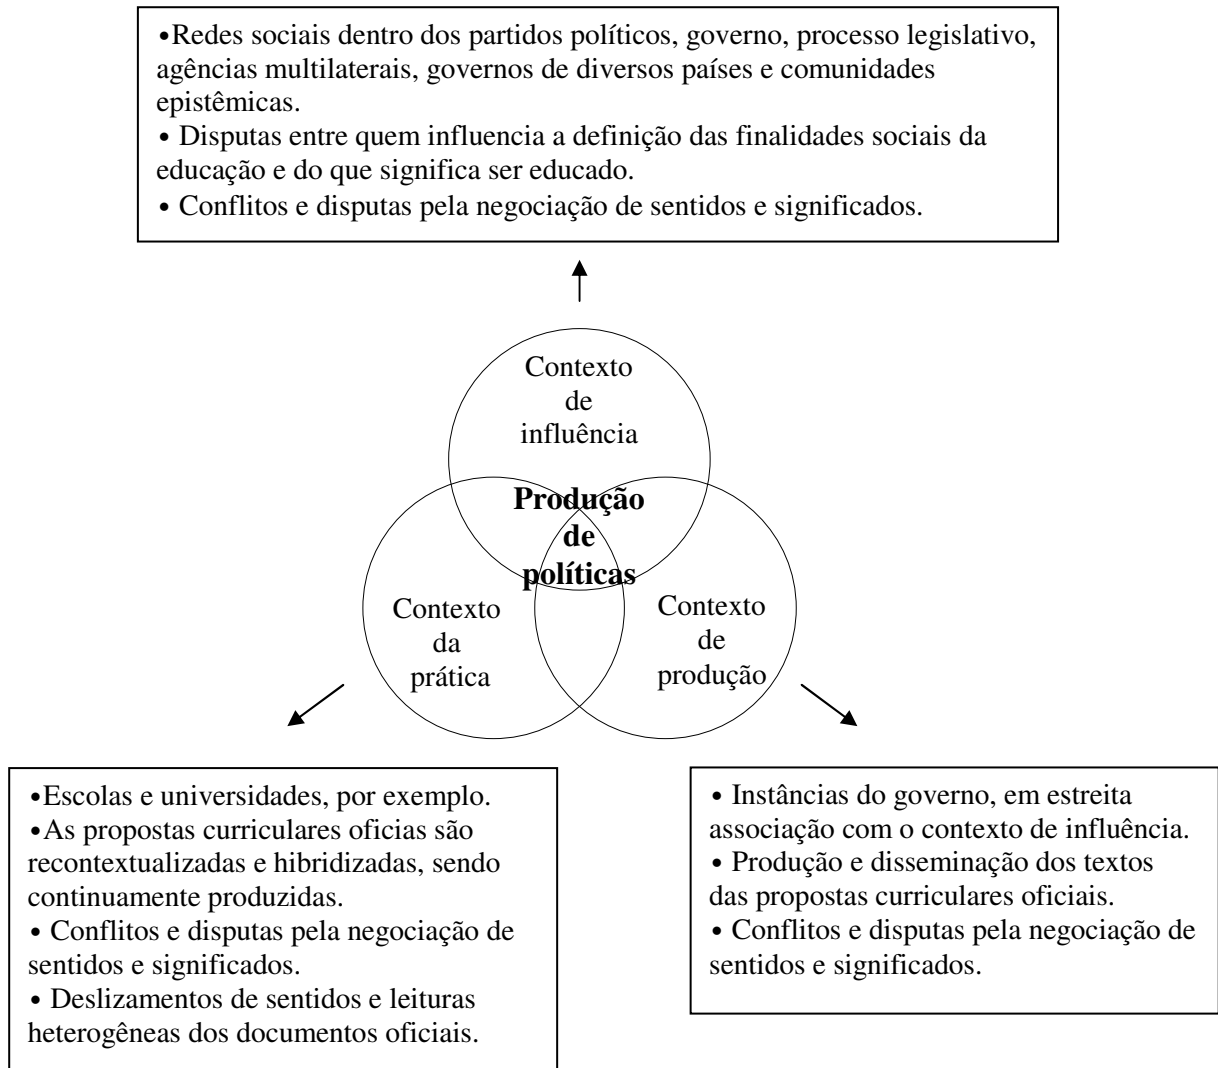 •Redes sociais dentro dos partidos políticos, governo, processo legislativo,
agências multilaterais, governos de diversos países e comunidades
epistêmicas.
• Disputas entre quem influencia a definição das finalidades sociais da
educação e do que significa ser educado.
• Conflitos e disputas pela negociação de sentidos e significados.
Contexto
de
influência
Produção
de
políticas
Contexto
da
prática
Contexto
de
produção
•Escolas e universidades, por exemplo.
•As propostas curriculares oficias são
recontextualizadas e hibridizadas, sendo
continuamente produzidas.
• Conflitos e disputas pela negociação de
sentidos e significados.
• Deslizamentos de sentidos e leituras
heterogêneas dos documentos oficiais.
• Instâncias do governo, em estreita
associação com o contexto de influência.
• Produção e disseminação dos textos
das propostas curriculares oficiais.
• Conflitos e disputas pela negociação de
sentidos e significados.